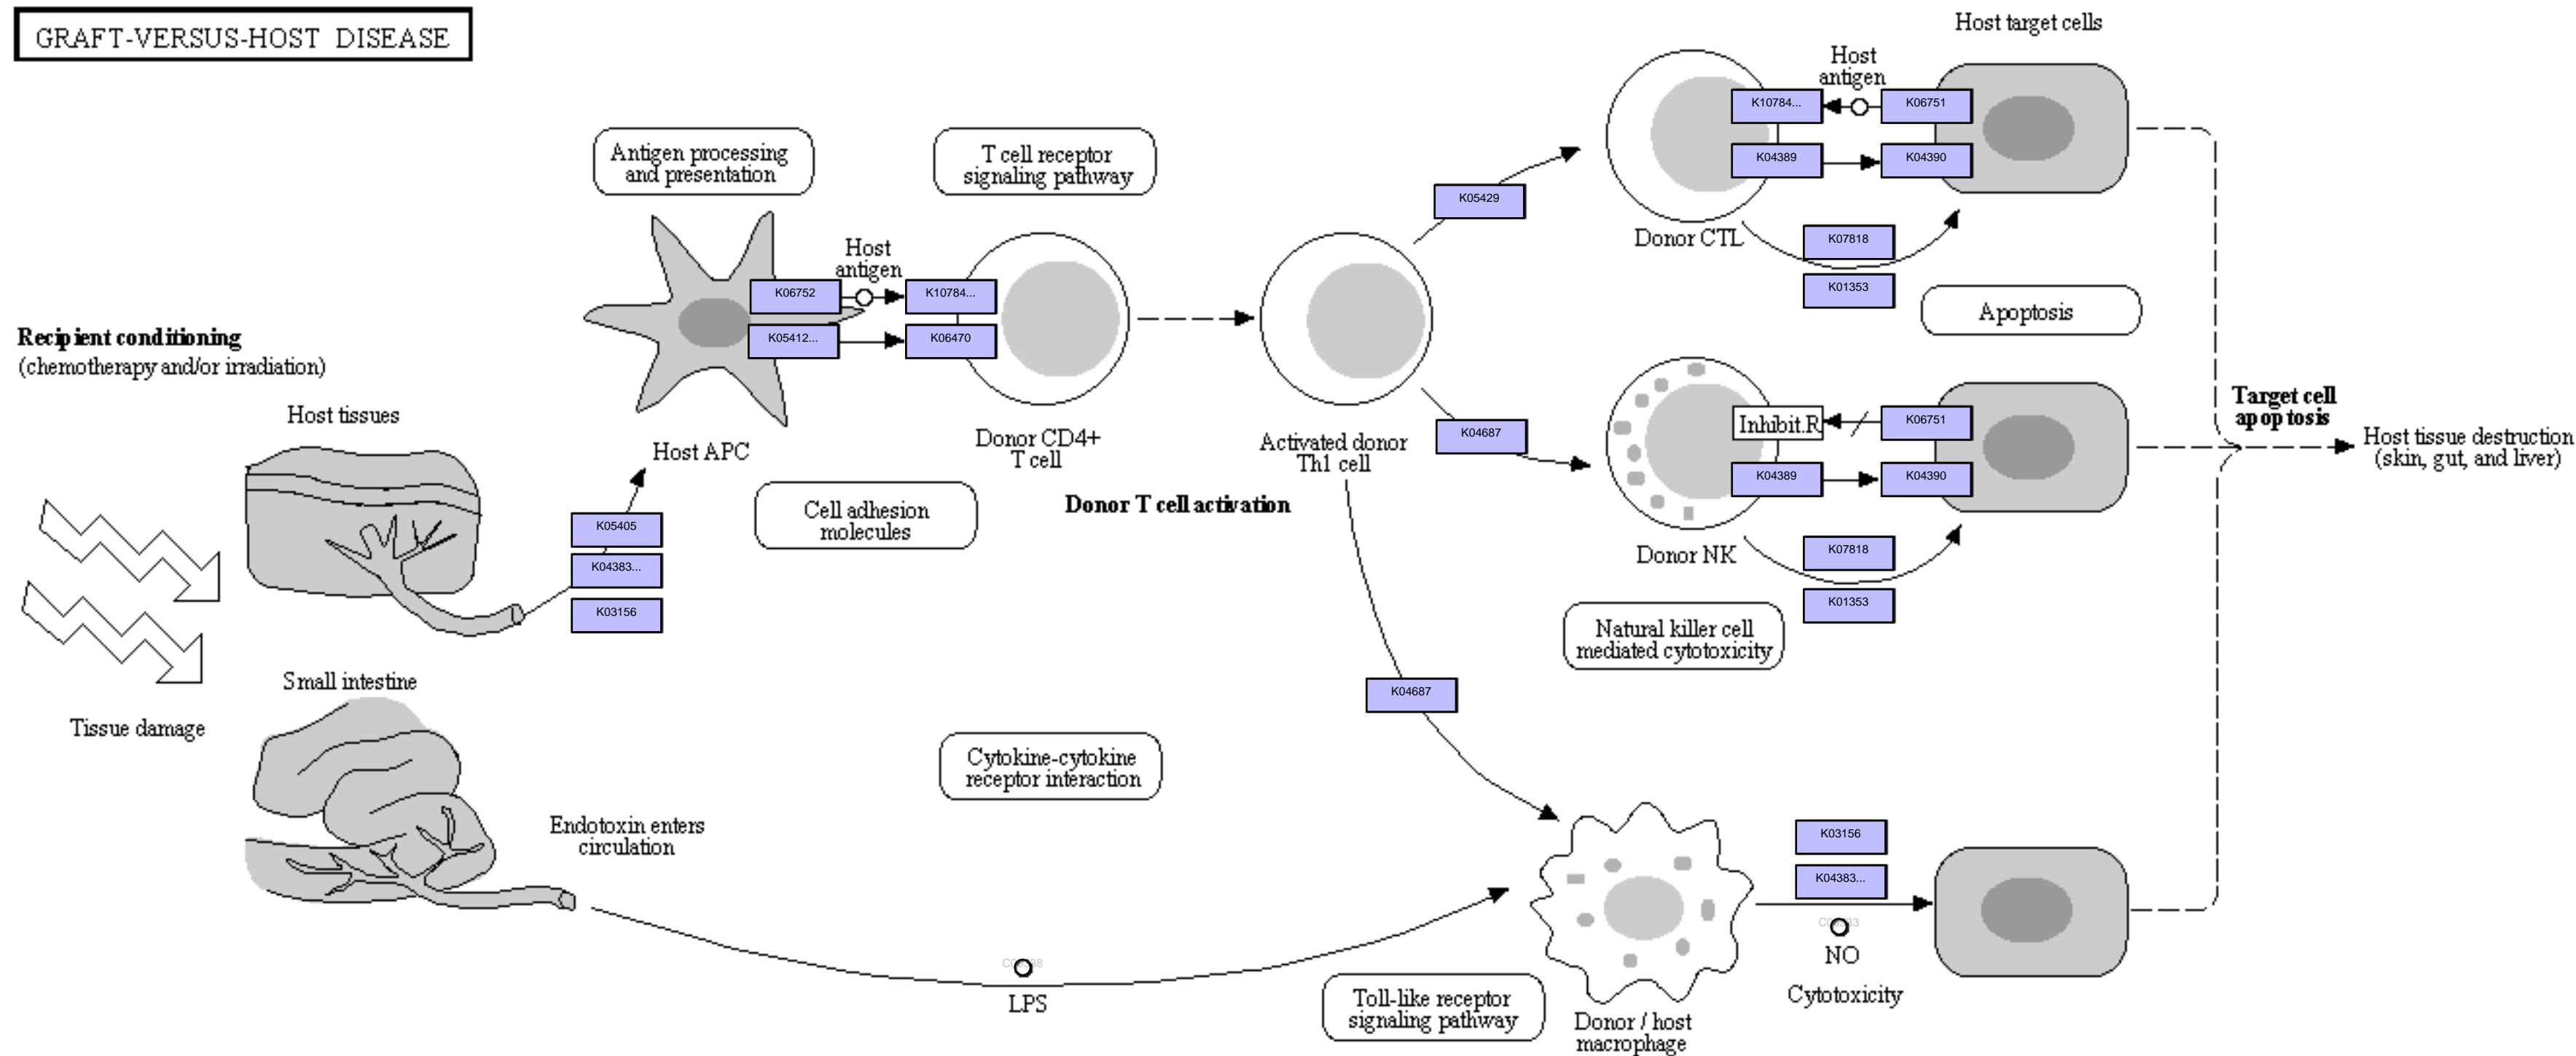 GRAFT-VERSUS-HOST DISEASE
Host target cells
Host
antigen
K10784...
K06751
K04389
K04390
Antigen processing
and presentation
T cell receptor
signaling pathway
K05429
Donor CTL
K07818
K01353
Host
antigen
K06752
K10784...
K05412...
K06470
Apoptosis
Recipient conditioning
(chemotherapy and/or irradiation)
Host tissues
Host APC
Donor CD4+
T cell
Activated donor
Th1 cell
K04687
Inhibit.R
K06751
K04389
K04390
Target cell
apoptosis
Host tissue destruction
(skin, gut, and liver)
Cell adhesion
molecules
Donor T cell activation
K05405
K04383...
K03156
Donor NK
K07818
K01353
Natural killer cell
mediated cytotoxicity
Small intestine
Tissue damage
K04687
Cytokine-cytokine
receptor interaction
Endotoxin enters
circulation
K03156
K04383...
NO
Cytotoxicity
LPS
Toll-like receptor
signaling pathway
Donor / host
macrophage